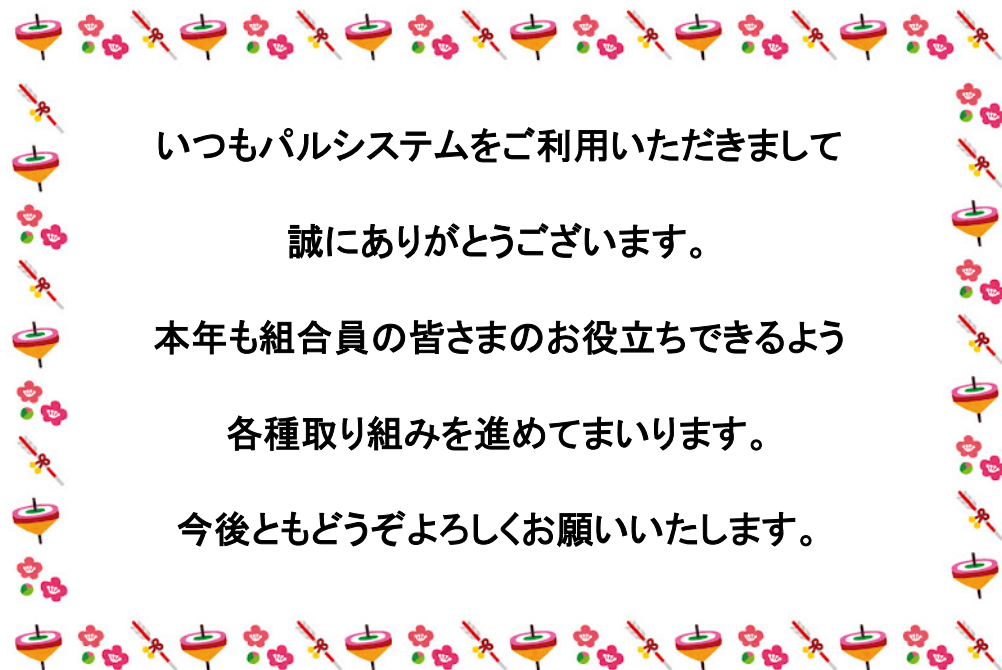 いつもパルシステムをご利用いただきまして
誠にありがとうございます。
本年も組合員の皆さまのお役立ちできるよう
各種取り組みを進めてまいります。
今後ともどうぞよろしくお願いいたします。